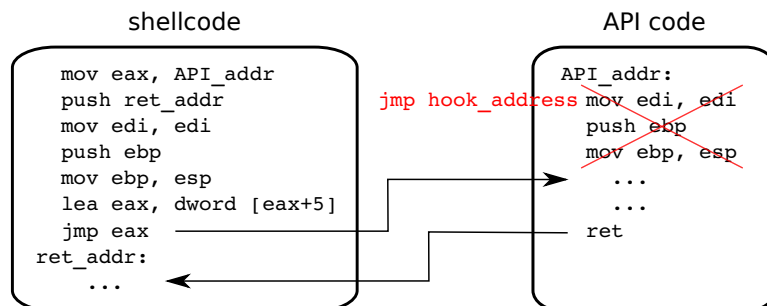 shellcode
mov eax, API_addr
push ret_addr
mov edi, edi
push ebp
mov ebp, esp
lea eax, dword [eax+5]
jmp eax
ret_addr:
...
API code
API_addr:
jmp hook_address mov edi, edi
push ebp
mov ebp, esp
...
...
ret